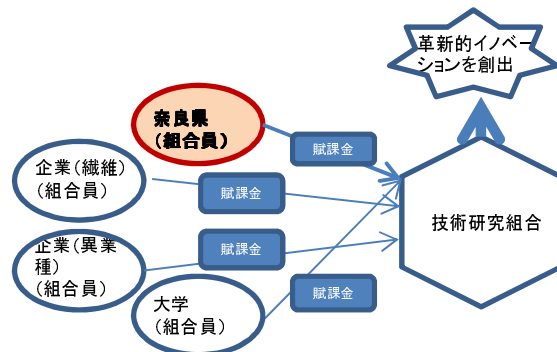 革新的イノベー
ションを創出
奈良県
（組合員）
賦課金
企業（繊維）
（組合員）
賦課金
技術研究組合
企業（異業
種）
（組合員）
賦課金
大学
（組合員）
賦課金